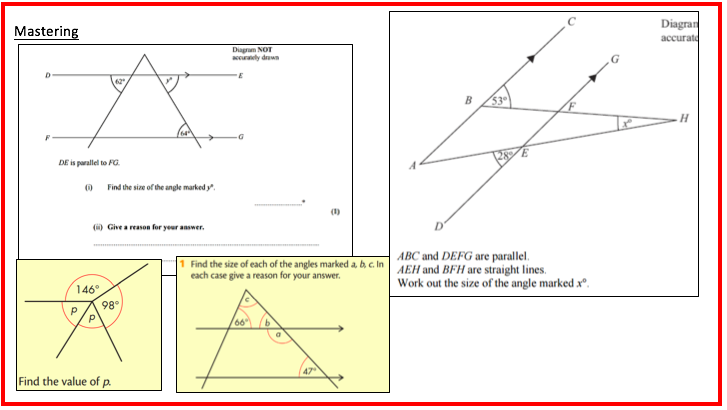 Mastering
Diagram NOT
accurately drawn
D
62°
y°
E
F
64°
G
DE is parallel to FG.
(i) Find the size of the angle marked y°.
°
(1)
(ii) Give a reason for your answer.
146°
98°
p
p
Find the value of p.
1 Find the size of each of the angles marked a, b, c. In
each case give a reason for your answer.
c
66°
b
a
47°
C
Diagram
accurate
G
B
53°
F
x°
H
A
28°
E
D
ABC and DEFG are parallel.
AEH and BFH are straight lines.
Work out the size of the angle marked x°.